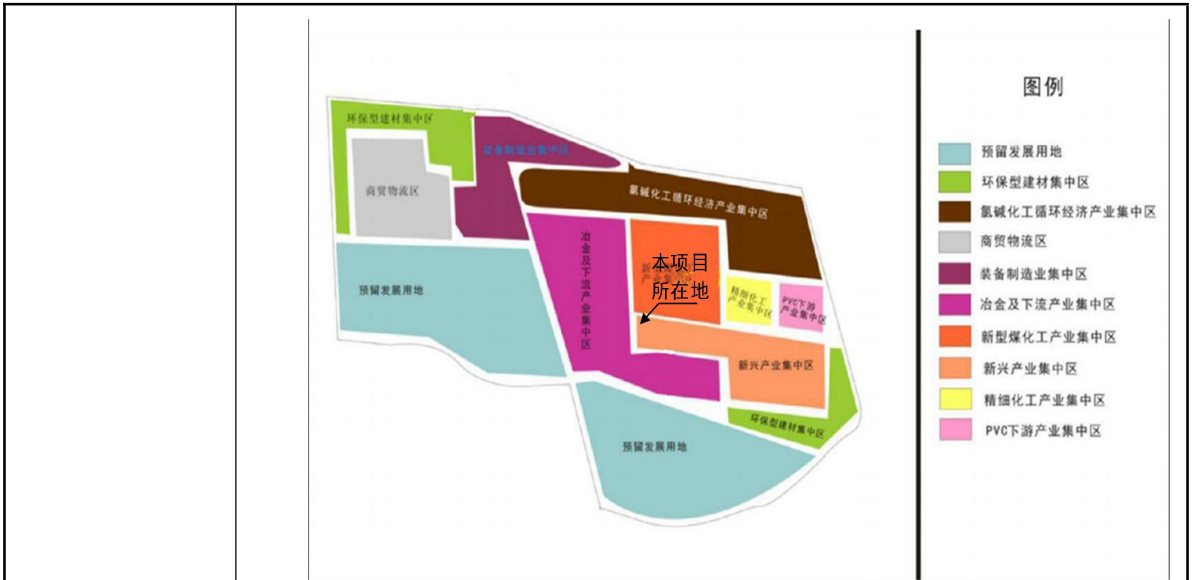 环保型建材集中区
装备制造业集中区
商贸物流区
氯碱化工循环经济产业集中区
冶金及下流产业集中区
本项目
所在地
预留发展用地
精细化工
产业集中区
PVC下游
产业集中区
新兴产业集中区
环保型建材集中区
预留发展用地
图例
预留发展用地
环保型建材集中区
氯碱化工循环经济产业集中区
商贸物流区
装备制造业集中区
冶金及下流产业集中区
新型煤化工产业集中区
新兴产业集中区
精细化工产业集中区
PVC下游产业集中区